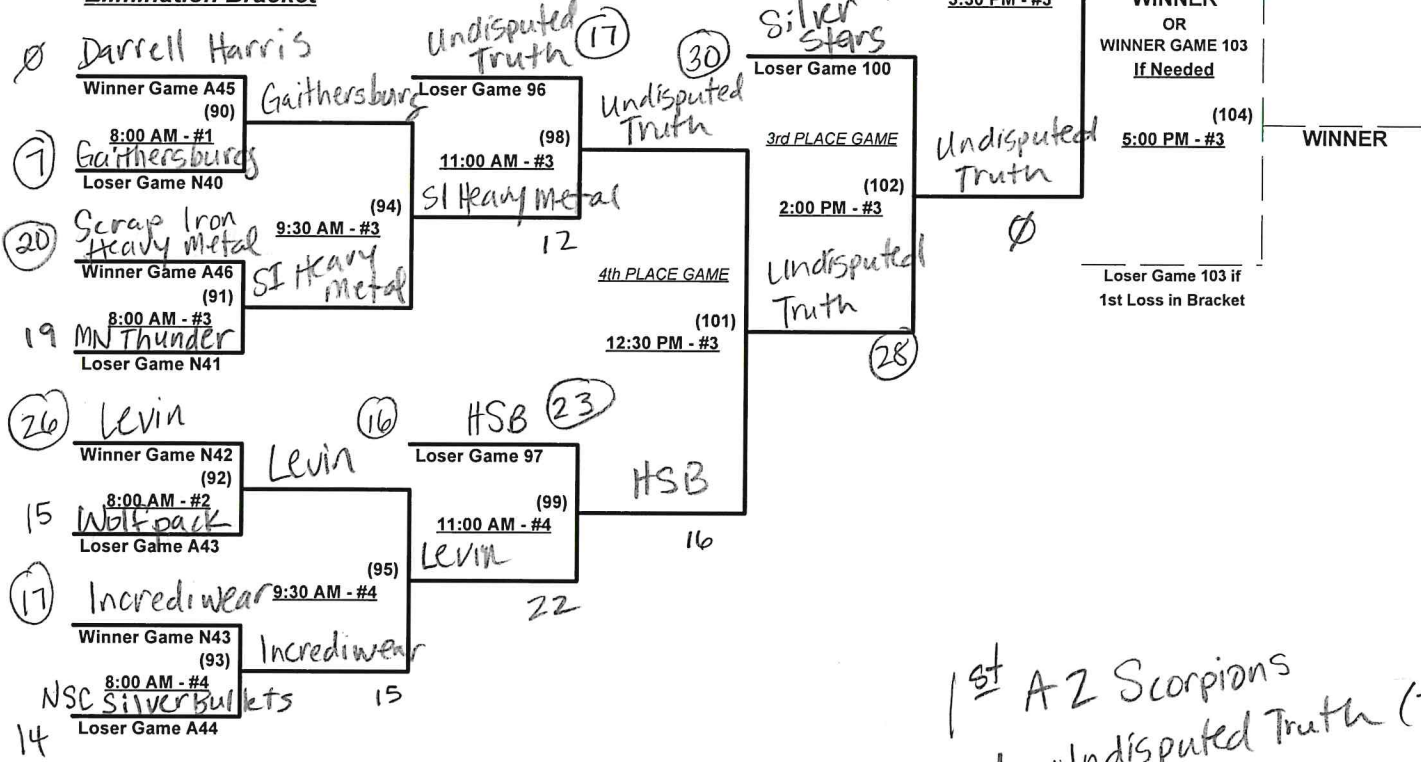 Elimination Bracket
Ø Darrell Harris
Winner Game A45
(90)
8:00 AM - #1
7 Gaithersburg
Loser Game N40
20 Scrap Iron
Heavy Metal
Winner Game A46
(91)
8:00 AM - #3
19 MN Thunder
Loser Game N41
26 Levin
Winner Game N42
(92)
8:00 AM - #2
15 Wolfpack
Loser Game A43
17 Incrediwear
Winner Game N43
(93)
8:00 AM - #4
NSC Silver Bullets
14
Loser Game A44
Gaithersburg
(94)
9:30 AM - #3
SI Heavy
Metal
16
Levin
(95)
9:30 AM - #4
Incrediwear
15
Undisputed
Truth 17
Loser Game 96
(98)
11:00 AM - #3
SI Heavy Metal
12
HSB 23
Loser Game 97
(99)
11:00 AM - #4
Levin
22
30
Undisputed
Truth
4th PLACE GAME
(101)
12:30 PM - #3
HSB
16
Silver
Stars
Loser Game 100
3rd PLACE GAME
(102)
2:00 PM - #3
Undisputed
Truth
28
3:30 PM - #3
Undisputed
Truth
Ø
WINNER
OR
WINNER GAME 103
If Needed
(104)
5:00 PM - #3
WINNER
Loser Game 103 if
1st Loss in Bracket
1st AZ Scorpions
Undisputed Truth (